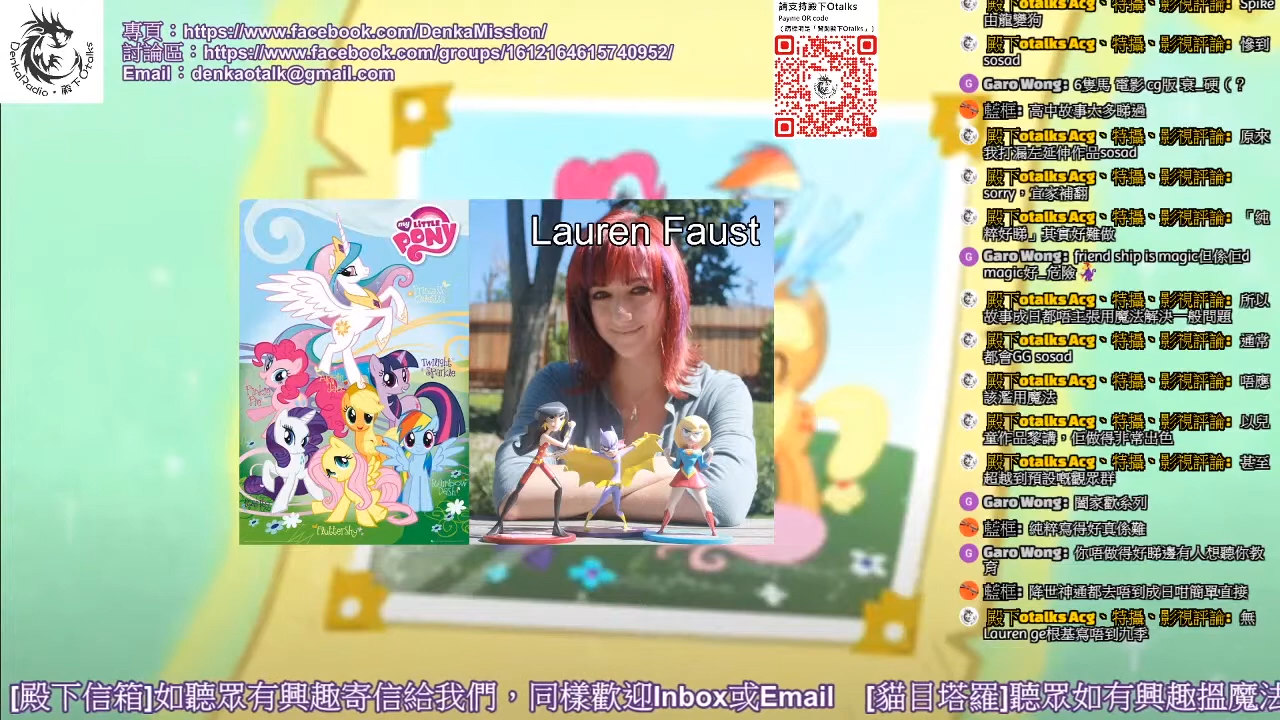 專頁：https://www.facebook.com/DenkaMission/
討論區：https://www.facebook.com/groups/1612164615740952/
Email：denkaotalk@gmail.com
請支持殿下Otalks
Payme QR code
my LITTLE PONY
Lauren Faust
Twilight Sparkle
Rainbow Dash
Fluttershy
殿下otalks Acg、特攝、影視評論: Spire
由龍變狗
殿下otalks Acg、特攝、影視評論: 修到
sosad
Garo Wong: 6隻馬 電影 cg版 衰_硬（？
藍框: 高中故事太多睇過
殿下otalks Acg、特攝、影視評論: 原來
我打漏左延伸作品sosad
殿下otalks Acg、特攝、影視評論:
sorry，宜家補翻
殿下otalks Acg、特攝、影視評論: 「純
粹好睇」其實好難做
Garo Wong: friend ship is magic但係佢d
magic好_危險
殿下otalks Acg、特攝、影視評論: 所以
故事成日都唔主張用魔法解決一般問題
殿下otalks Acg、特攝、影視評論: 通常
都會GG sosad
殿下otalks Acg、特攝、影視評論: 唔應
該濫用魔法
殿下otalks Acg、特攝、影視評論: 以兒
童作品黎講，佢做得非常出色
殿下otalks Acg、特攝、影視評論: 甚至
超越到預設嘅觀眾群
Garo Wong: 闔家歡系列
藍框: 純粹寫得好真係難
Garo Wong: 你唔做得好睇邊有人想聽你教
育
藍框: 降世神通都去唔到成日咁簡單直接
殿下otalks Acg、特攝、影視評論: 無
Lauren ge根基寫唔到九季
[殿下信箱]如聽眾有興趣寄信給我們，同樣歡迎Inbox或Email [貓目塔羅]聽眾如有興趣搵魔法